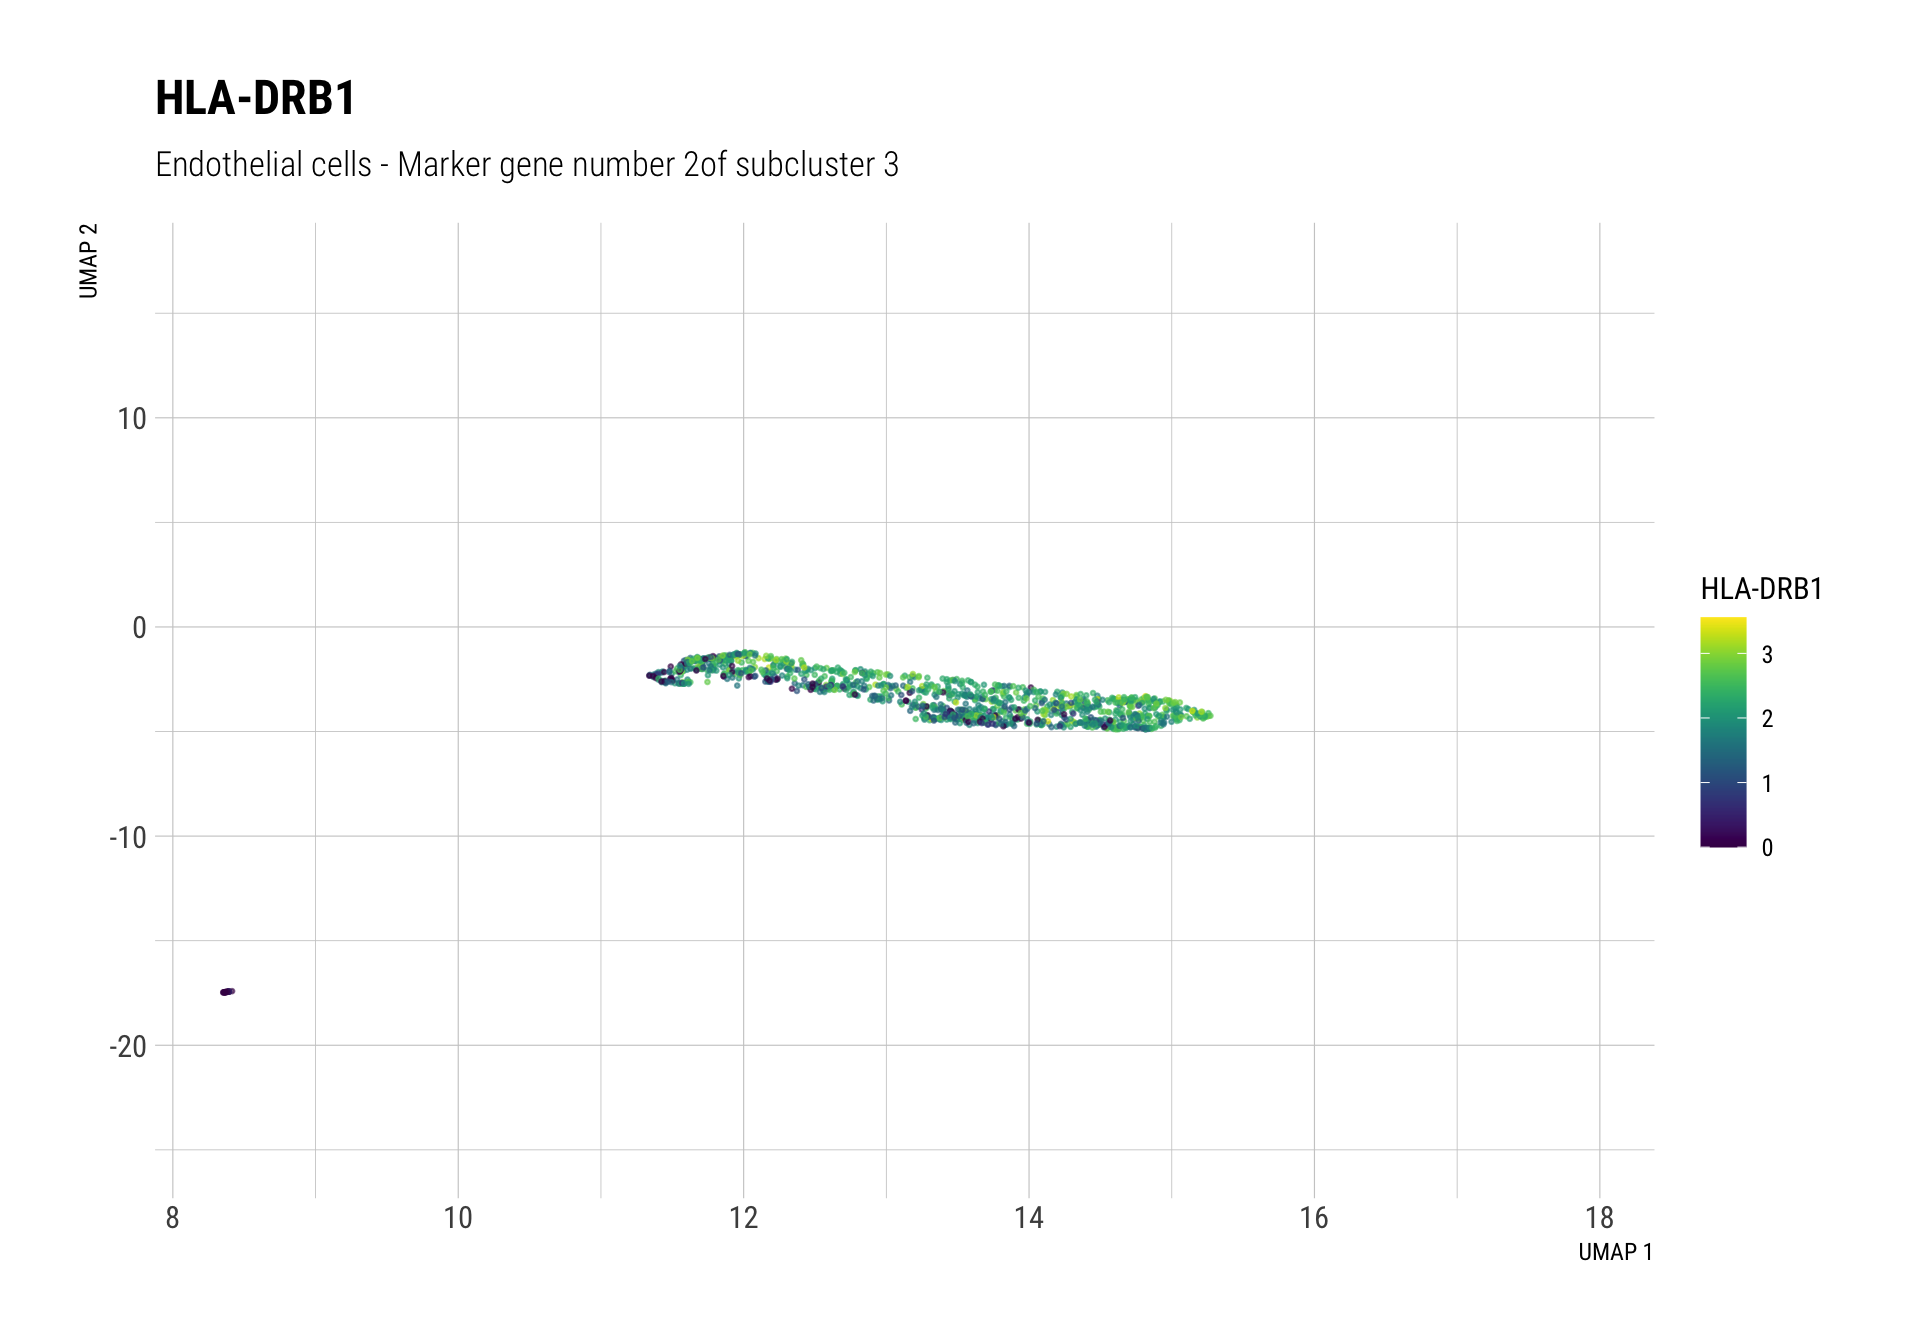 HLA-DRB1
Endothelial cells - Marker gene number 2of subcluster 3
UMAP 2
10
0
-10
-20
8 10 12 14 16 18
UMAP 1
HLA-DRB1
3
2
1
0